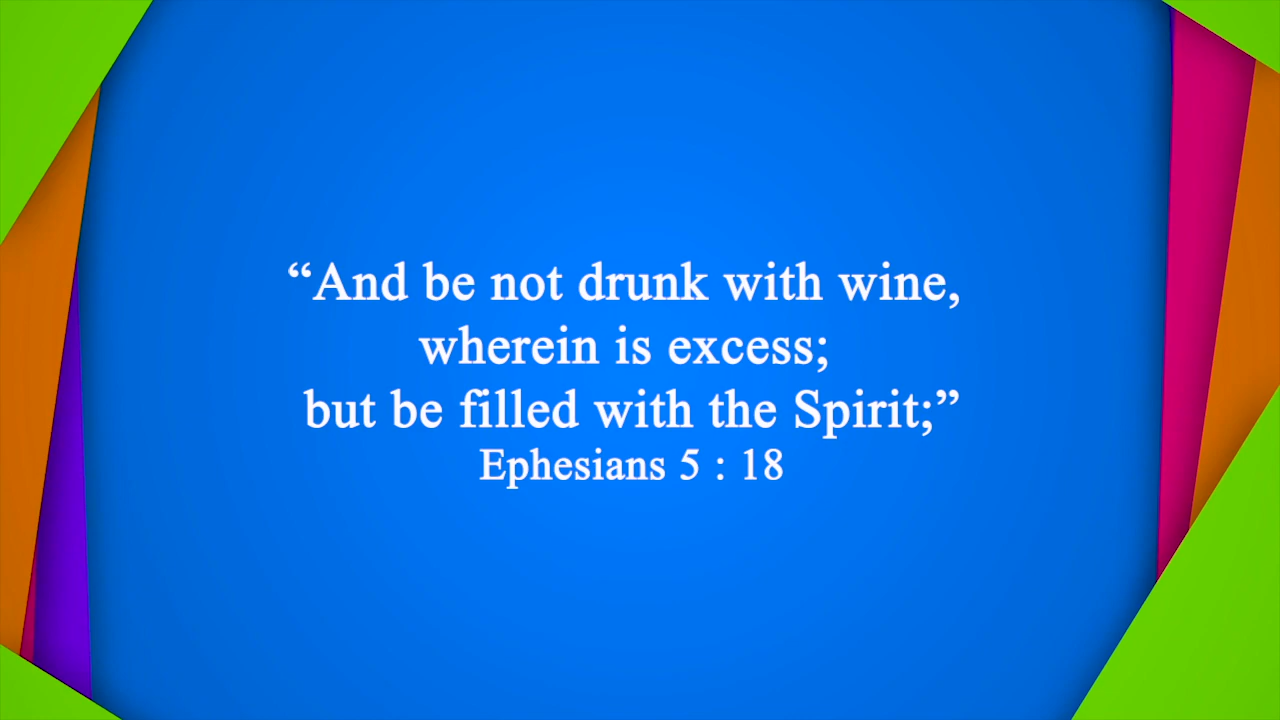 “And be not drunk with wine,
wherein is excess;
but be filled with the Spirit;”
Ephesians 5 : 18